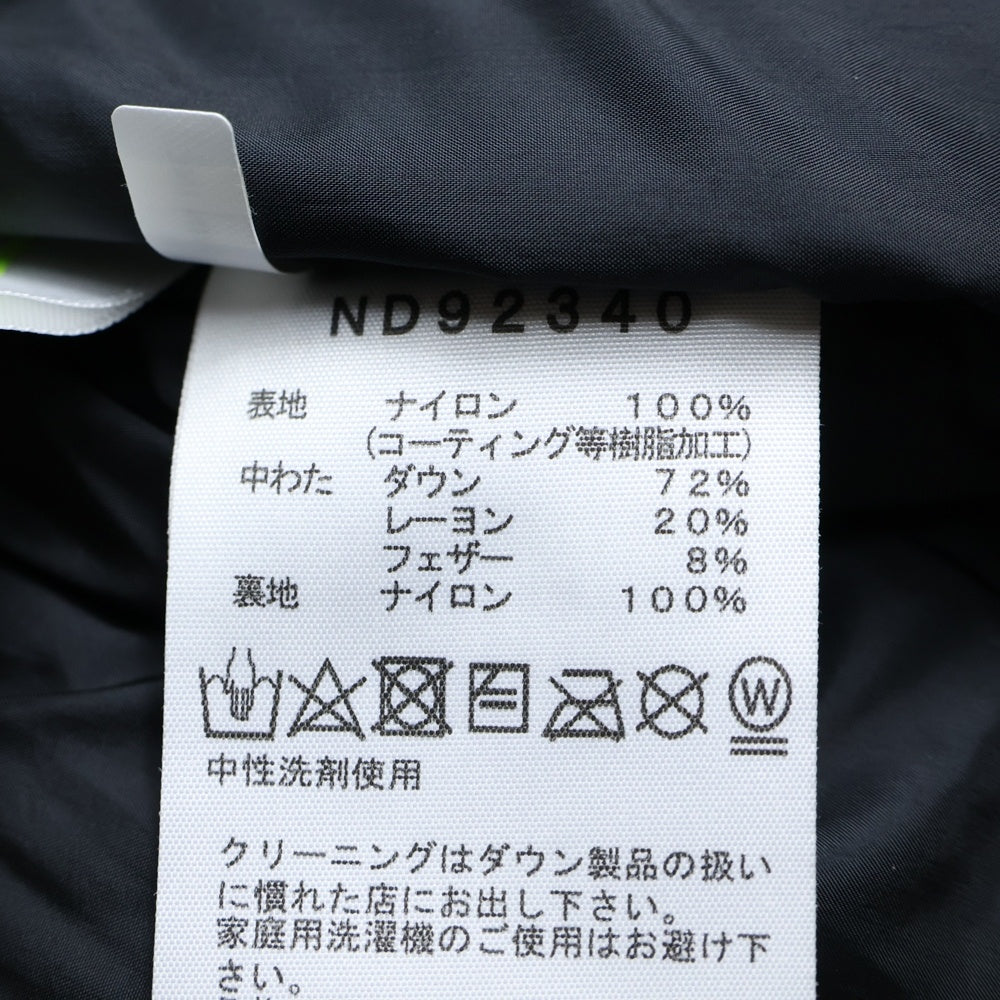 ND92340
表地 ナイロン 100%
(コーティング等樹脂加工)
中わた ダウン 72%
レーヨン 20%
フェザー 8%
裏地 ナイロン 100%
W
中性洗剤使用
クリーニングはダウン製品の扱い
に慣れた店にお出し下さい。
家庭用洗濯機のご使用はお避け下
さい。